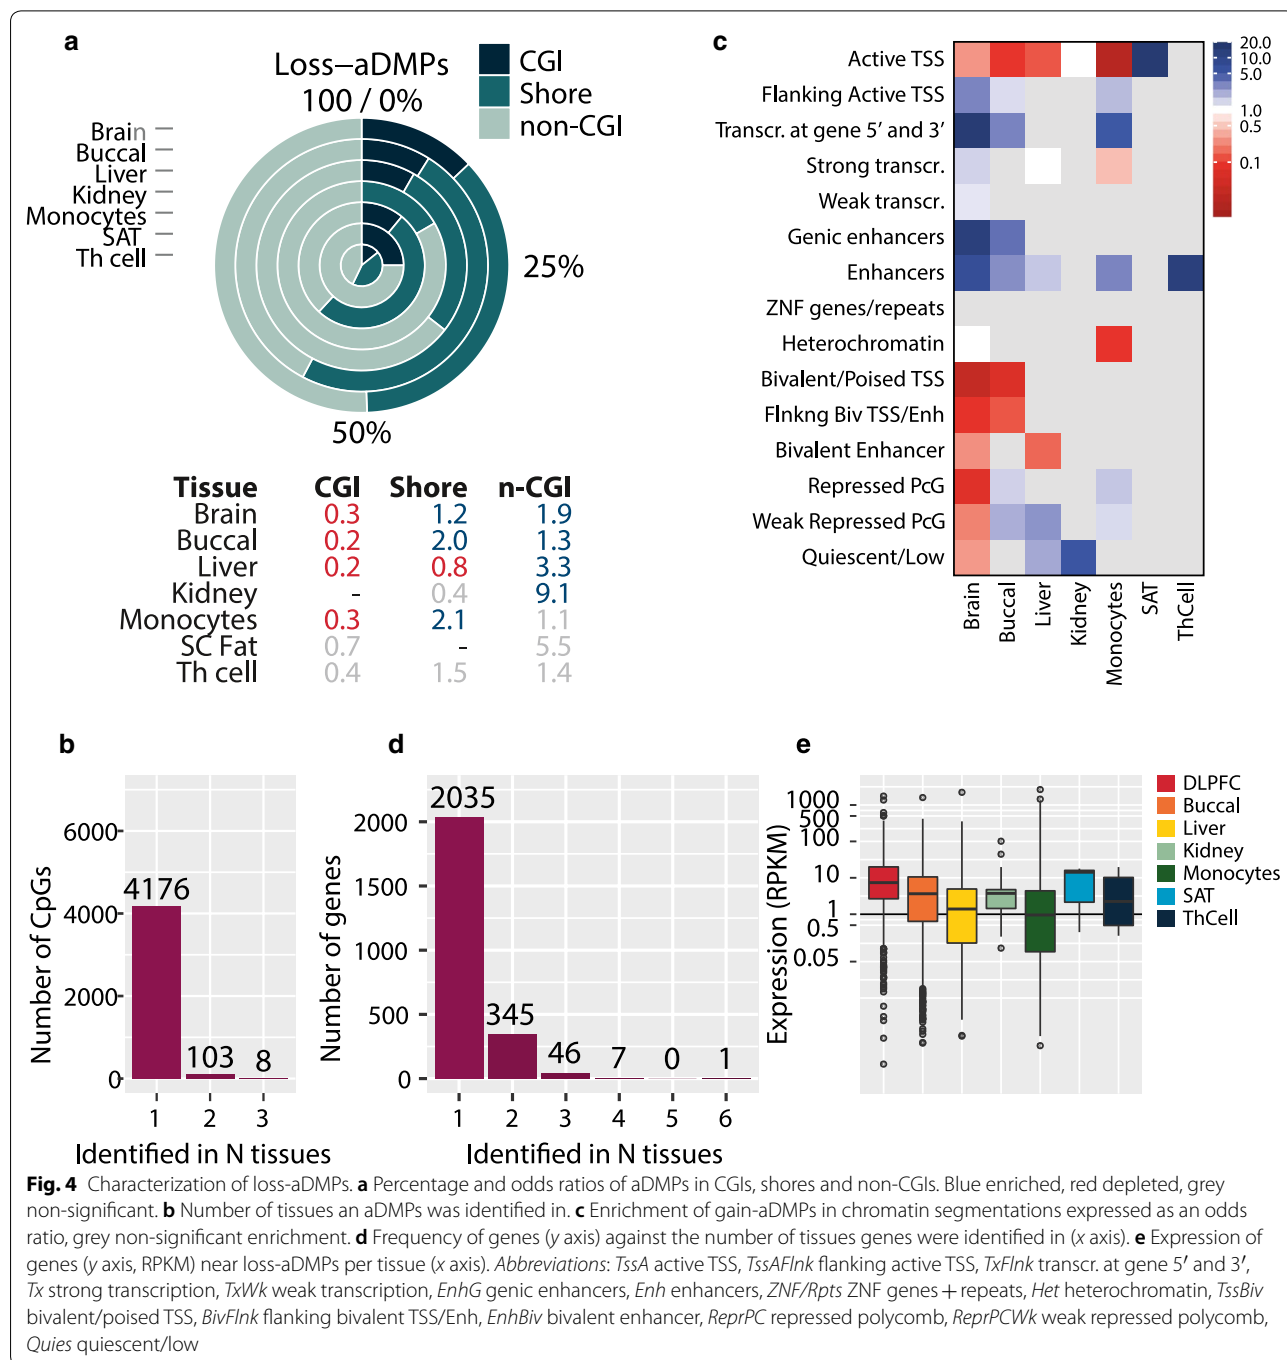 a
Loss–aDMPs
100 / 0%
CGI
Shore
non-CGI
Brain
Buccal
Liver
Kidney
Monocytes
SAT
Th cell
25%
50%
Tissue CGI Shore n-CGI
Brain 0.3 1.2 1.9
Buccal 0.2 2.0 1.3
Liver 0.2 0.8 3.3
Kidney - 0.4 9.1
Monocytes 0.3 2.1 1.1
SC Fat 0.7 - 5.5
Th cell 0.4 1.5 1.4
c
Active TSS
Flanking Active TSS
Transcr. at gene 5′ and 3′
Strong transcr.
Weak transcr.
Genic enhancers
Enhancers
ZNF genes/repeats
Heterochromatin
Bivalent/Poised TSS
Flnkng Biv TSS/Enh
Bivalent Enhancer
Repressed PcG
Weak Repressed PcG
Quiescent/Low
Brain
Buccal
Liver
Kidney
Monocytes
SAT
ThCell
20.0
10.0
5.0
1.0
0.5
0.1
b
Number of CpGs
6000
4000
2000
0
4176
103
8
1 2 3
Identified in N tissues
d
Number of genes
2000
1500
1000
500
0
2035
345
46
7
0
1
1 2 3 4 5 6
Identified in N tissues
e
Expression (RPKM)
1000
500
100
10
1
0.5
0.05
DLPFC
Buccal
Liver
Kidney
Monocytes
SAT
ThCell
Fig. 4 Characterization of loss-aDMPs. a Percentage and odds ratios of aDMPs in CGIs, shores and non-CGIs. Blue enriched, red depleted, grey
non-significant. b Number of tissues an aDMPs was identified in. c Enrichment of gain-aDMPs in chromatin segmentations expressed as an odds
ratio, grey non-significant enrichment. d Frequency of genes (y axis) against the number of tissues genes were identified in (x axis). e Expression of
genes (y axis, RPKM) near loss-aDMPs per tissue (x axis). Abbreviations: TssA active TSS, TssAFlnk flanking active TSS, TxFlnk transcr. at gene 5′ and 3′,
Tx strong transcription, TxWk weak transcription, EnhG genic enhancers, Enh enhancers, ZNF/Rpts ZNF genes + repeats, Het heterochromatin, TssBiv
bivalent/poised TSS, BivFlnk flanking bivalent TSS/Enh, EnhBiv bivalent enhancer, ReprPC repressed polycomb, ReprPCWk weak repressed polycomb,
Quies quiescent/low